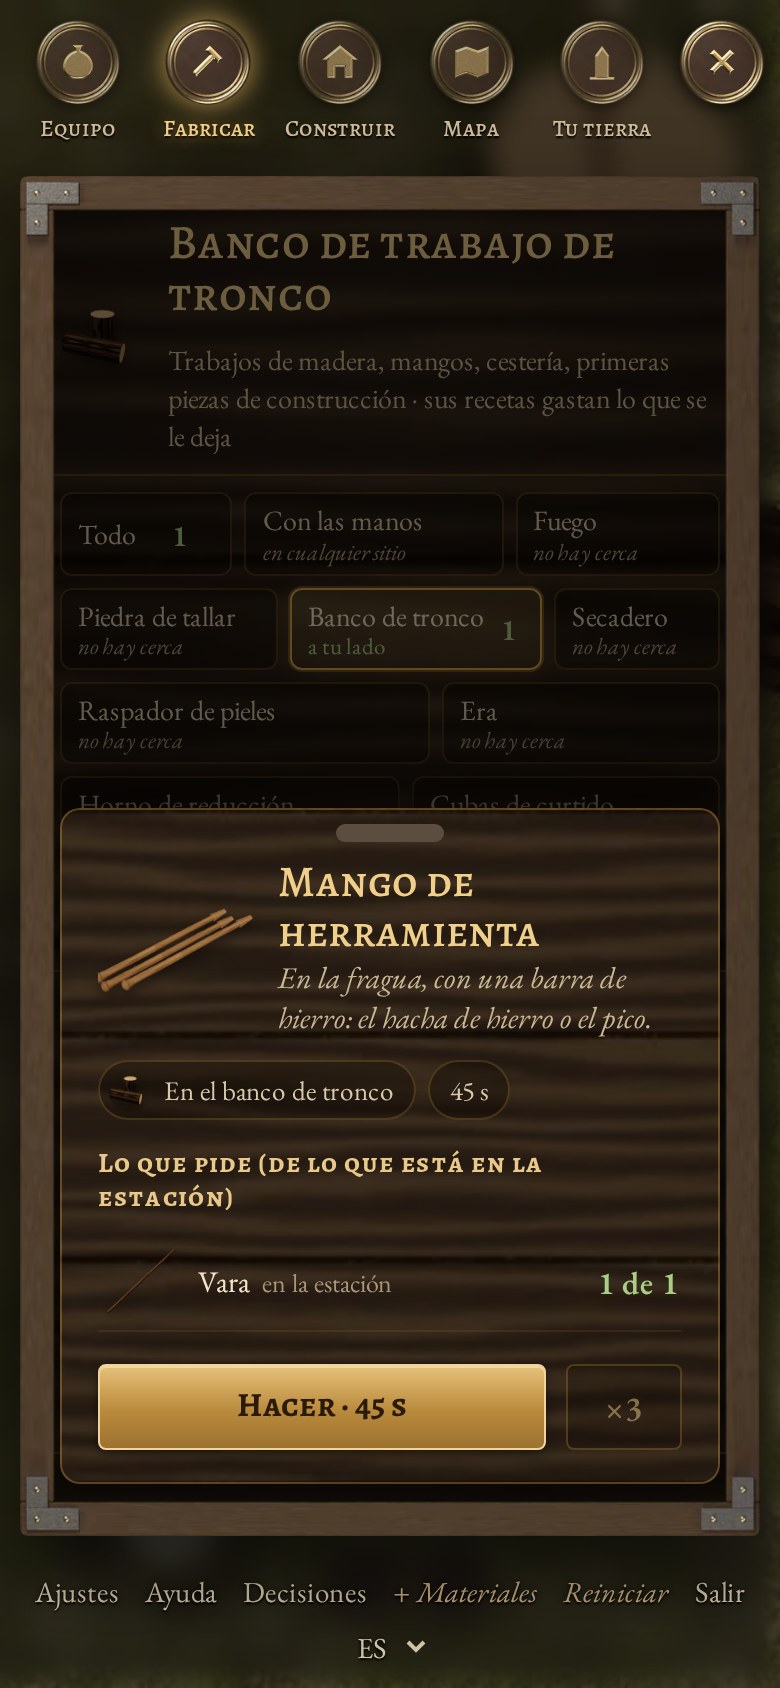 Equipo
Fabricar
Construir
Mapa
Tu tierra
Banco de trabajo de
tronco
Trabajos de madera, mangos, cestería, primeras
piezas de construcción · sus recetas gastan lo que se
le deja
Todo 1
Con las manos
en cualquier sitio
Fuego
no hay cerca
Piedra de tallar
no hay cerca
Banco de tronco 1
a tu lado
Secadero
no hay cerca
Raspador de pieles
no hay cerca
Era
no hay cerca
Horno de reducción
Cubas de curtido
Mango de
herramienta
En la fragua, con una barra de
hierro: el hacha de hierro o el pico.
En el banco de tronco
45 s
Lo que pide (de lo que está en la
estación)
Vara en la estación 1 de 1
Hacer · 45 s
×3
Ajustes Ayuda Decisiones + Materiales Reiniciar Salir
ES